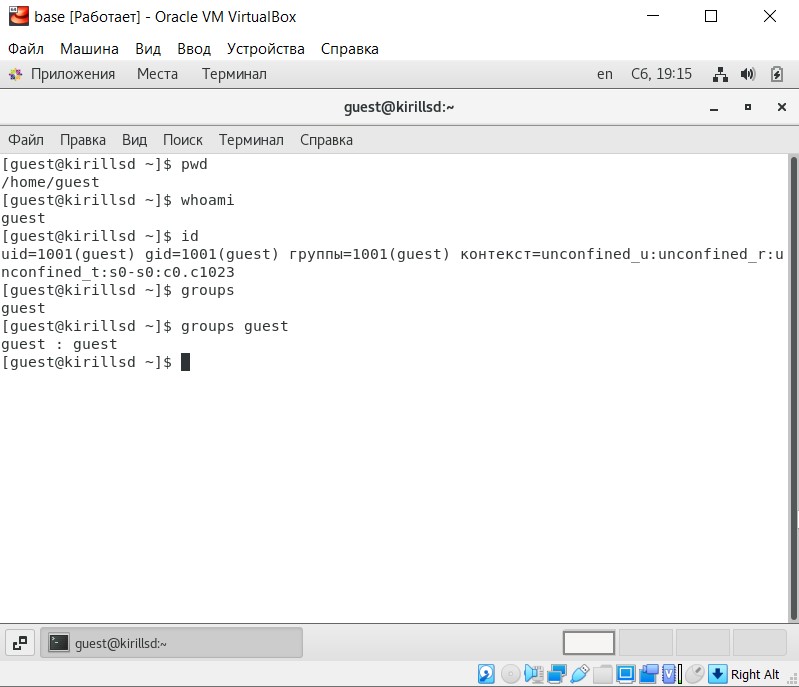 base [Работает] - Oracle VM VirtualBox
Файл Машина Вид Ввод Устройства Справка
Приложения Места Терминал en Сб, 19:15
guest@kirillsd:~
Файл Правка Вид Поиск Терминал Справка
[guest@kirillsd ~]$ pwd
/home/guest
[guest@kirillsd ~]$ whoami
guest
[guest@kirillsd ~]$ id
uid=1001(guest) gid=1001(guest) группы=1001(guest) контекст=unconfined_u:unconfined_r:u
nconfined_t:s0-s0:c0.c1023
[guest@kirillsd ~]$ groups
guest
[guest@kirillsd ~]$ groups guest
guest : guest
[guest@kirillsd ~]$
guest@kirillsd:~
Right Alt